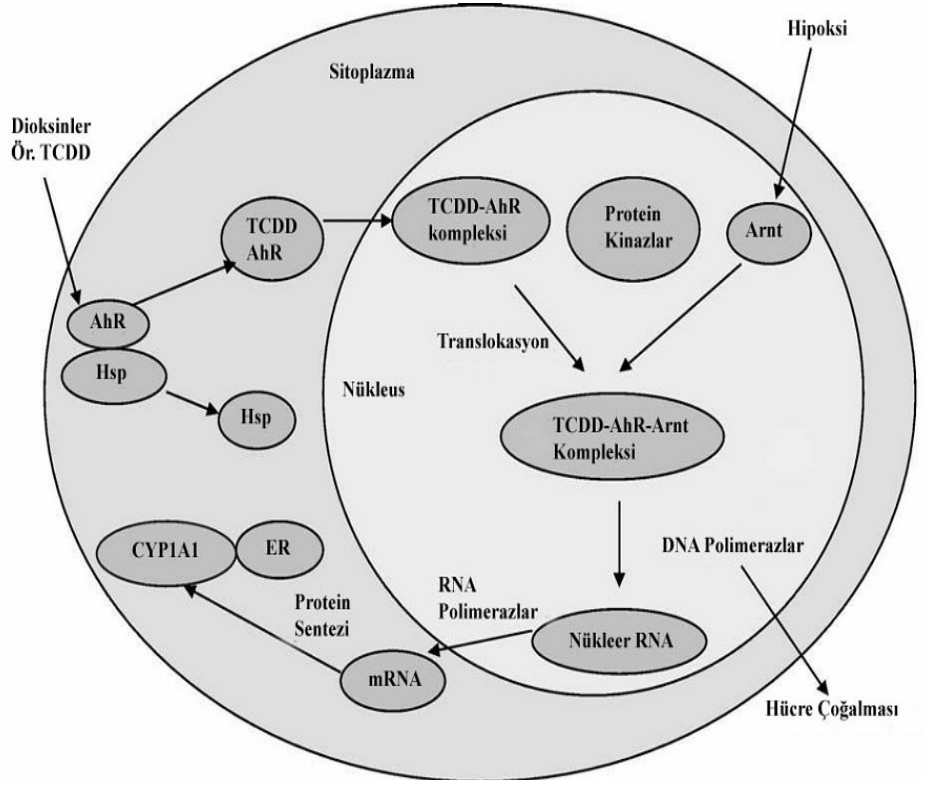 Hipoksi
Sitoplazma
Dioksinler
Ör. TCDD
TCDD
AhR
TCDD-AhR
kompleksi
Protein
Kinazlar
Arnt
AhR
Hsp
Translokasyon
Nükleus
Hsp
TCDD-AhR-Arnt
Kompleksi
CYP1A1
ER
DNA Polimerazlar
RNA
Polimerazlar
Protein
Sentezi
Nükleer RNA
mRNA
Hücre Çoğalması